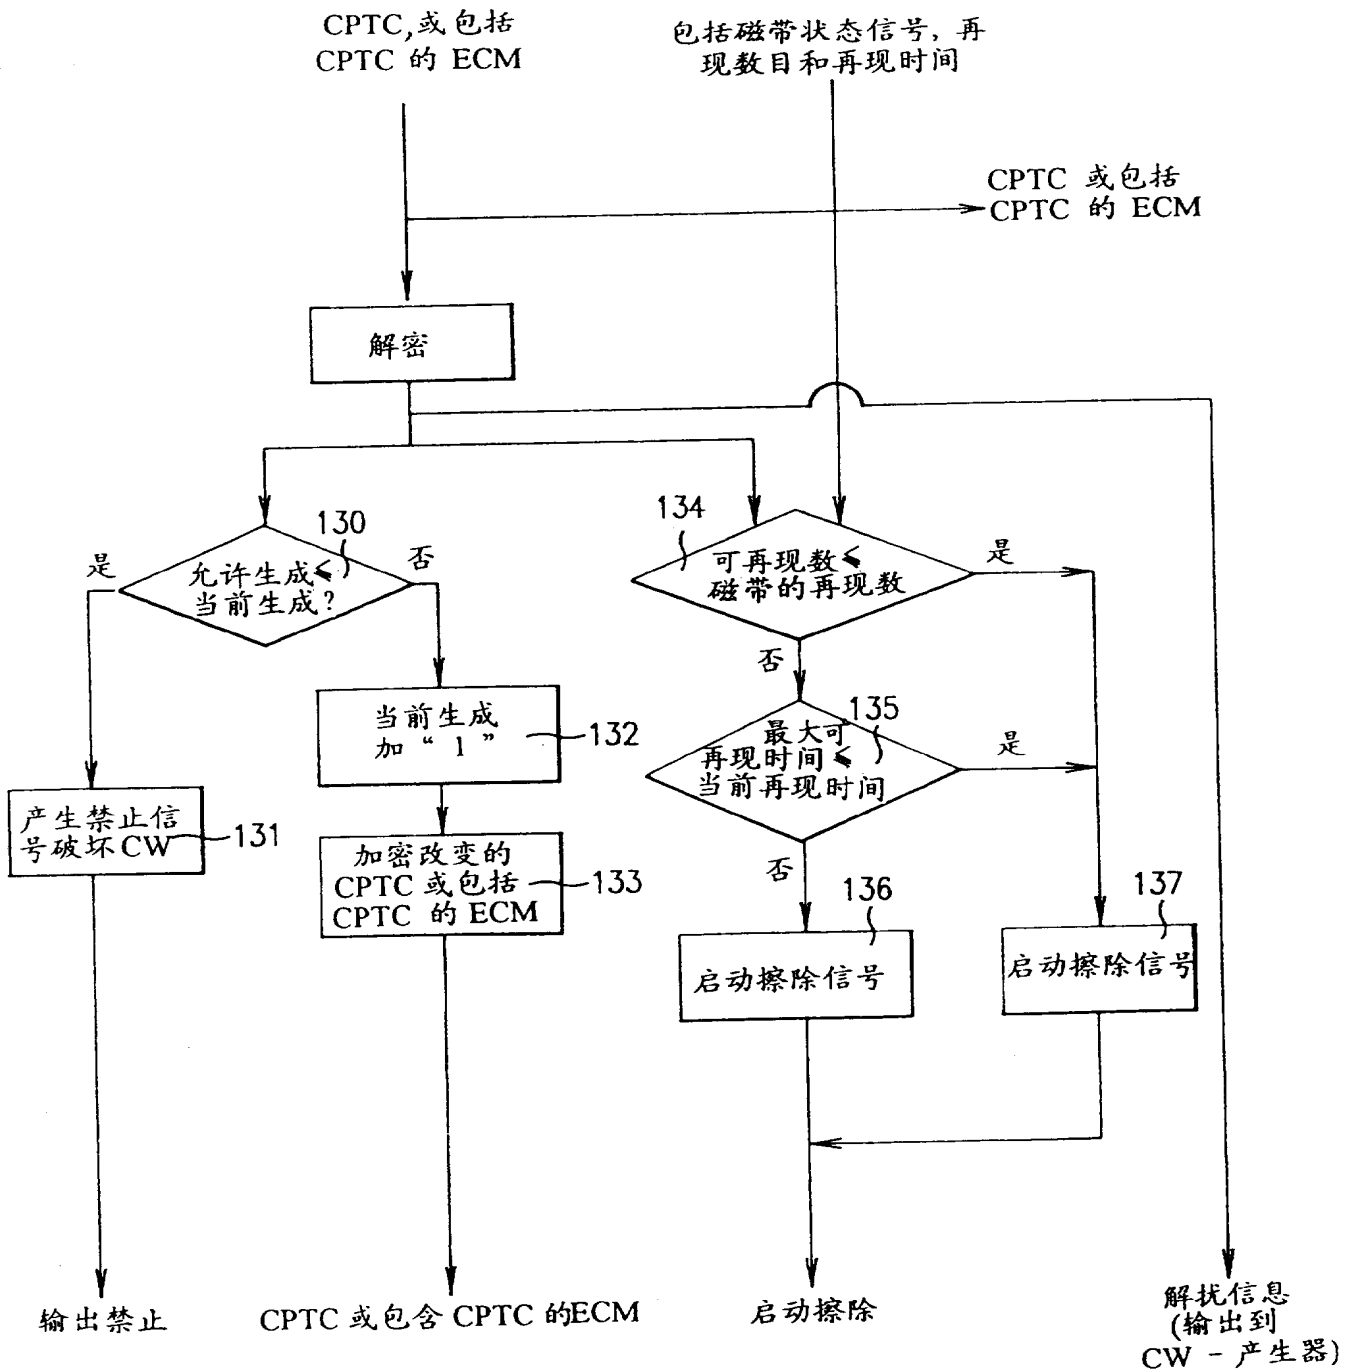 CPTC,或包括
CPTC 的 ECM
包括磁带状态信号，再
现数目和再现时间
CPTC 或包括
CPTC 的 ECM
解密
130
是
否
允许生成≤
当前生成?
134
可再现数≤
磁带的再现数
是
否
当前生成
加“1”
132
135
最大可
再现时间≤
当前再现时间
是
否
产生禁止信
号破坏CW
131
加密改变的
CPTC 或包括
CPTC 的 ECM
133
136
启动擦除信号
137
启动擦除信号
输出禁止
CPTC 或包含 CPTC 的ECM
启动擦除
解扰信息
(输出到
CW - 产生器)